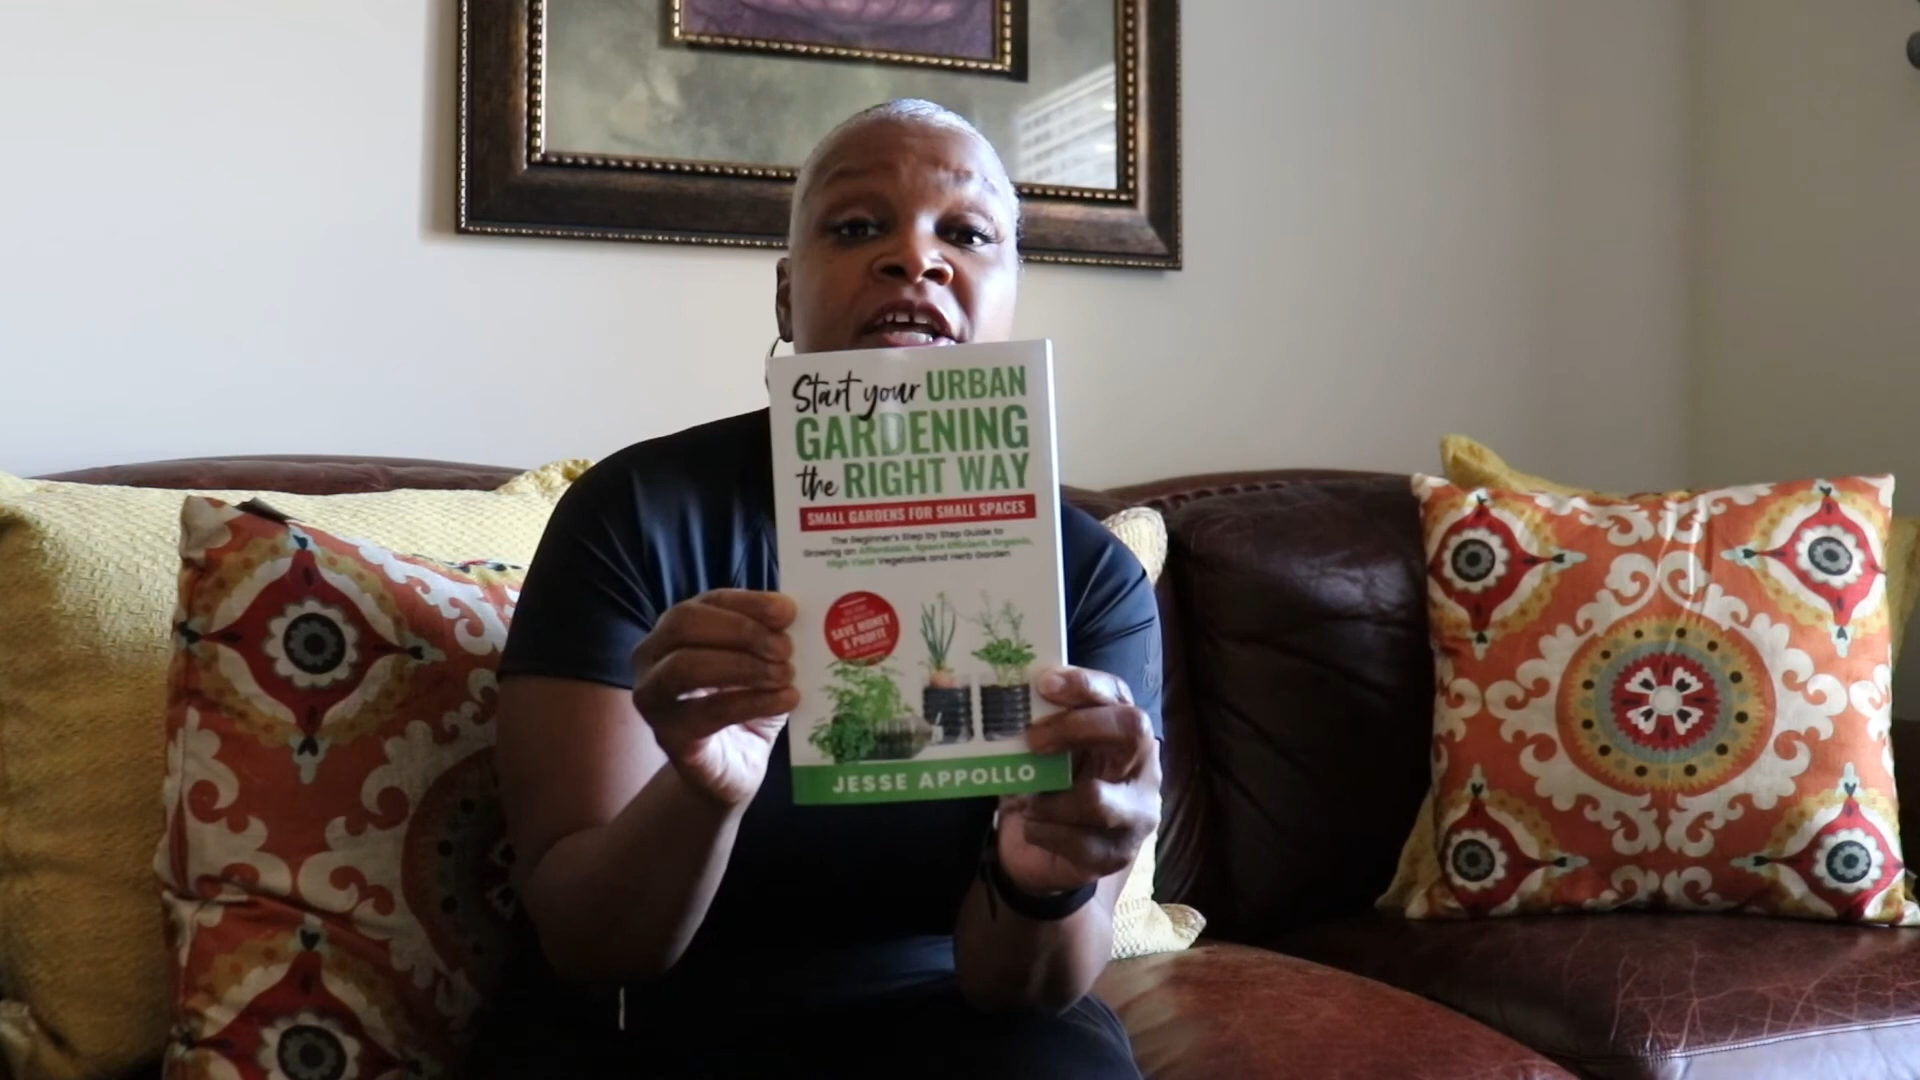 Start your URBAN
GARDENING
the RIGHT WAY
SMALL GARDENS FOR SMALL SPACES
The Beginner's Step by Step Guide to
Growing an Affordable, Space Efficient, Organic,
High Yield Vegetable and Herb Garden
SAVE MONEY
& PROFIT
JESSE APPOLLO